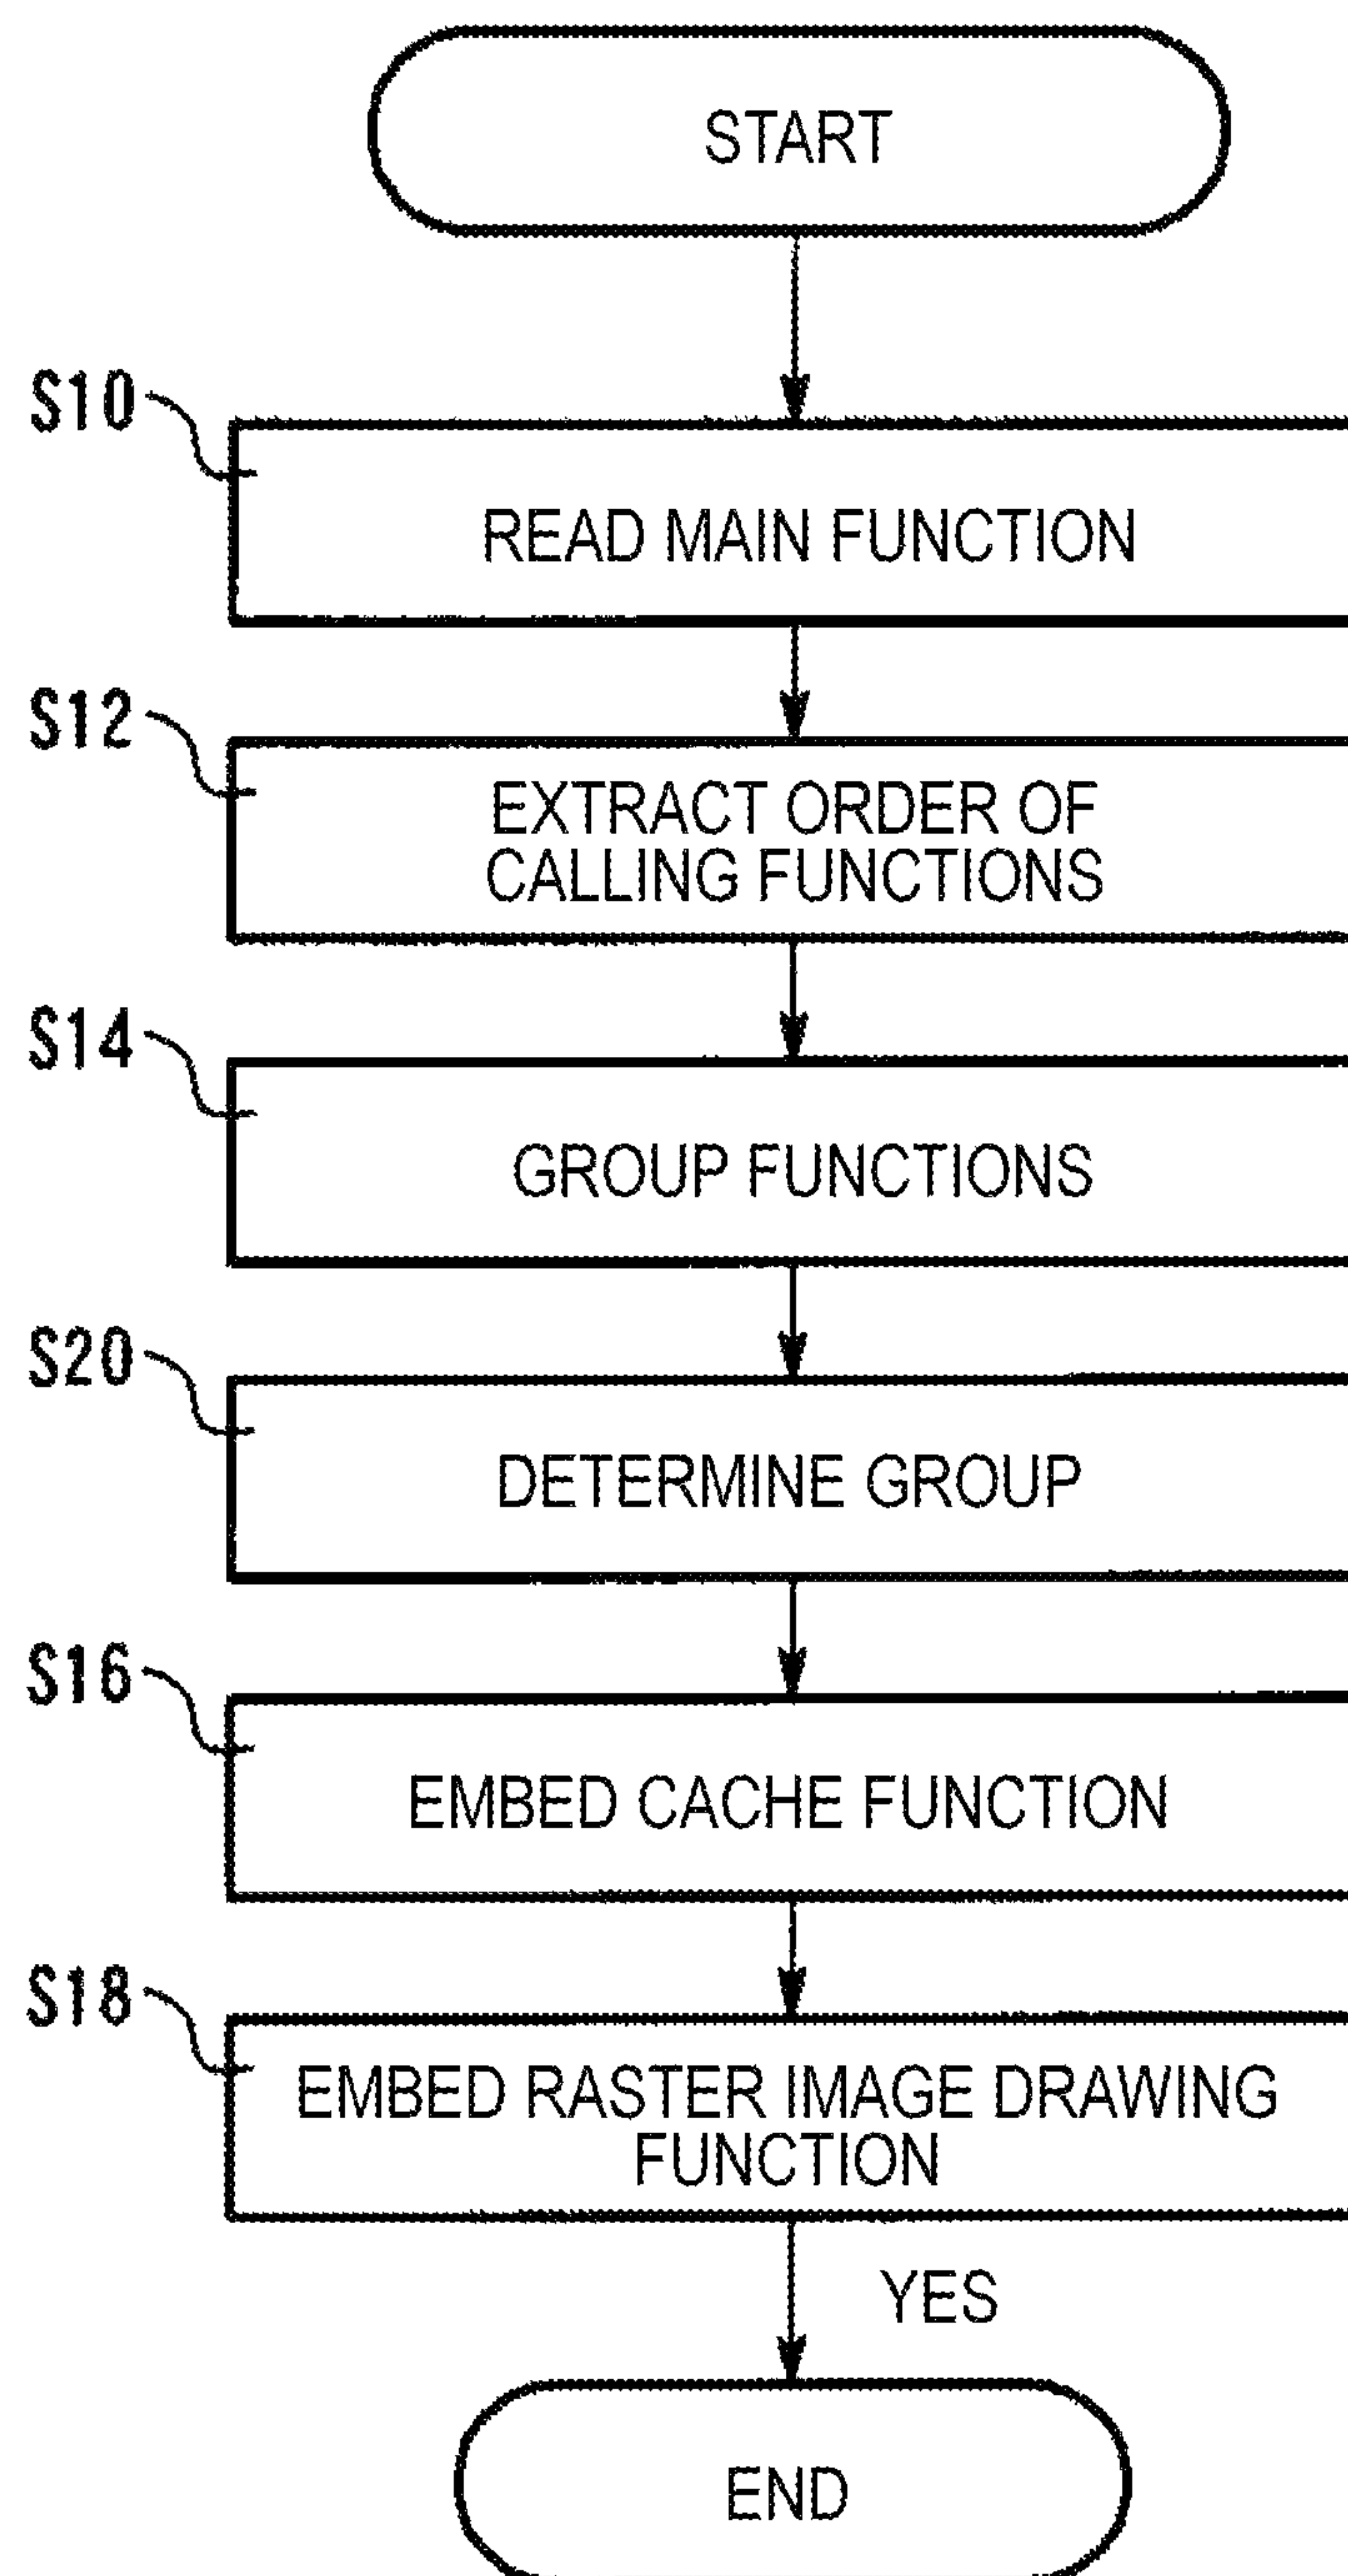 START
S10
READ MAIN FUNCTION
S12
EXTRACT ORDER OF
CALLING FUNCTIONS
S14
GROUP FUNCTIONS
S20
DETERMINE GROUP
S16
EMBED CACHE FUNCTION
S18
EMBED RASTER IMAGE DRAWING
FUNCTION
YES
END